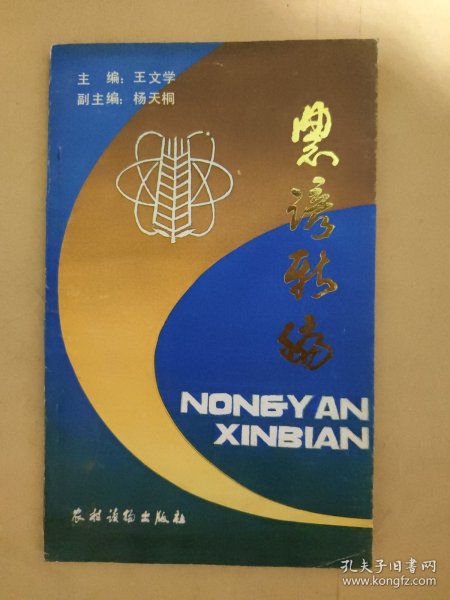 主 编：王文学
副主编：杨天桐
農谚新编
NONGYAN
XINBIAN
农村读物出版社
孔夫子旧书网
www.kongfz.com